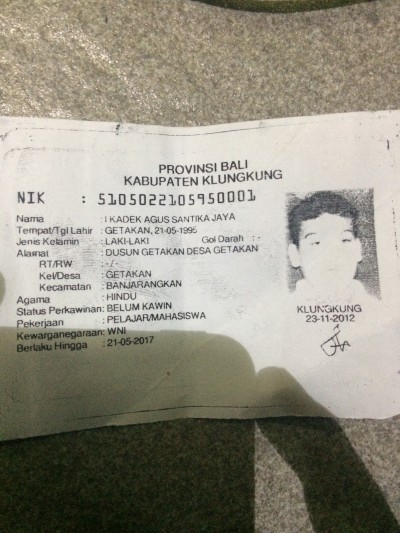 PROVINSI BALI
KABUPATEN KLUNGKUNG
NIK : 5105022105950001
Nama : I KADEK AGUS SANTIKA JAYA
Tempat/Tgl Lahir : GETAKAN, 21-05-1995
Jenis Kelamin : LAKI-LAKI Gol Darah : -
Alamat : DUSUN GETAKAN DESA GETAKAN
RT/RW : -/-
Kel/Desa : GETAKAN
Kecamatan : BANJARANGKAN
Agama : HINDU
Status Perkawinan: BELUM KAWIN
Pekerjaan : PELAJAR/MAHASISWA
Kewarganegaraan: WNI
Berlaku Hingga : 21-05-2017
KLUNGKUNG
23-11-2012